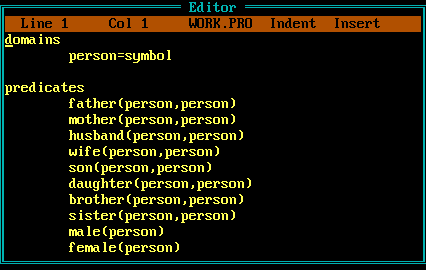 Editor
Line 1 Col 1 WORK.PRO Indent Insert
domains
person=symbol
predicates
father(person,person)
mother(person,person)
husband(person,person)
wife(person,person)
son(person,person)
daughter(person,person)
brother(person,person)
sister(person,person)
male(person)
female(person)